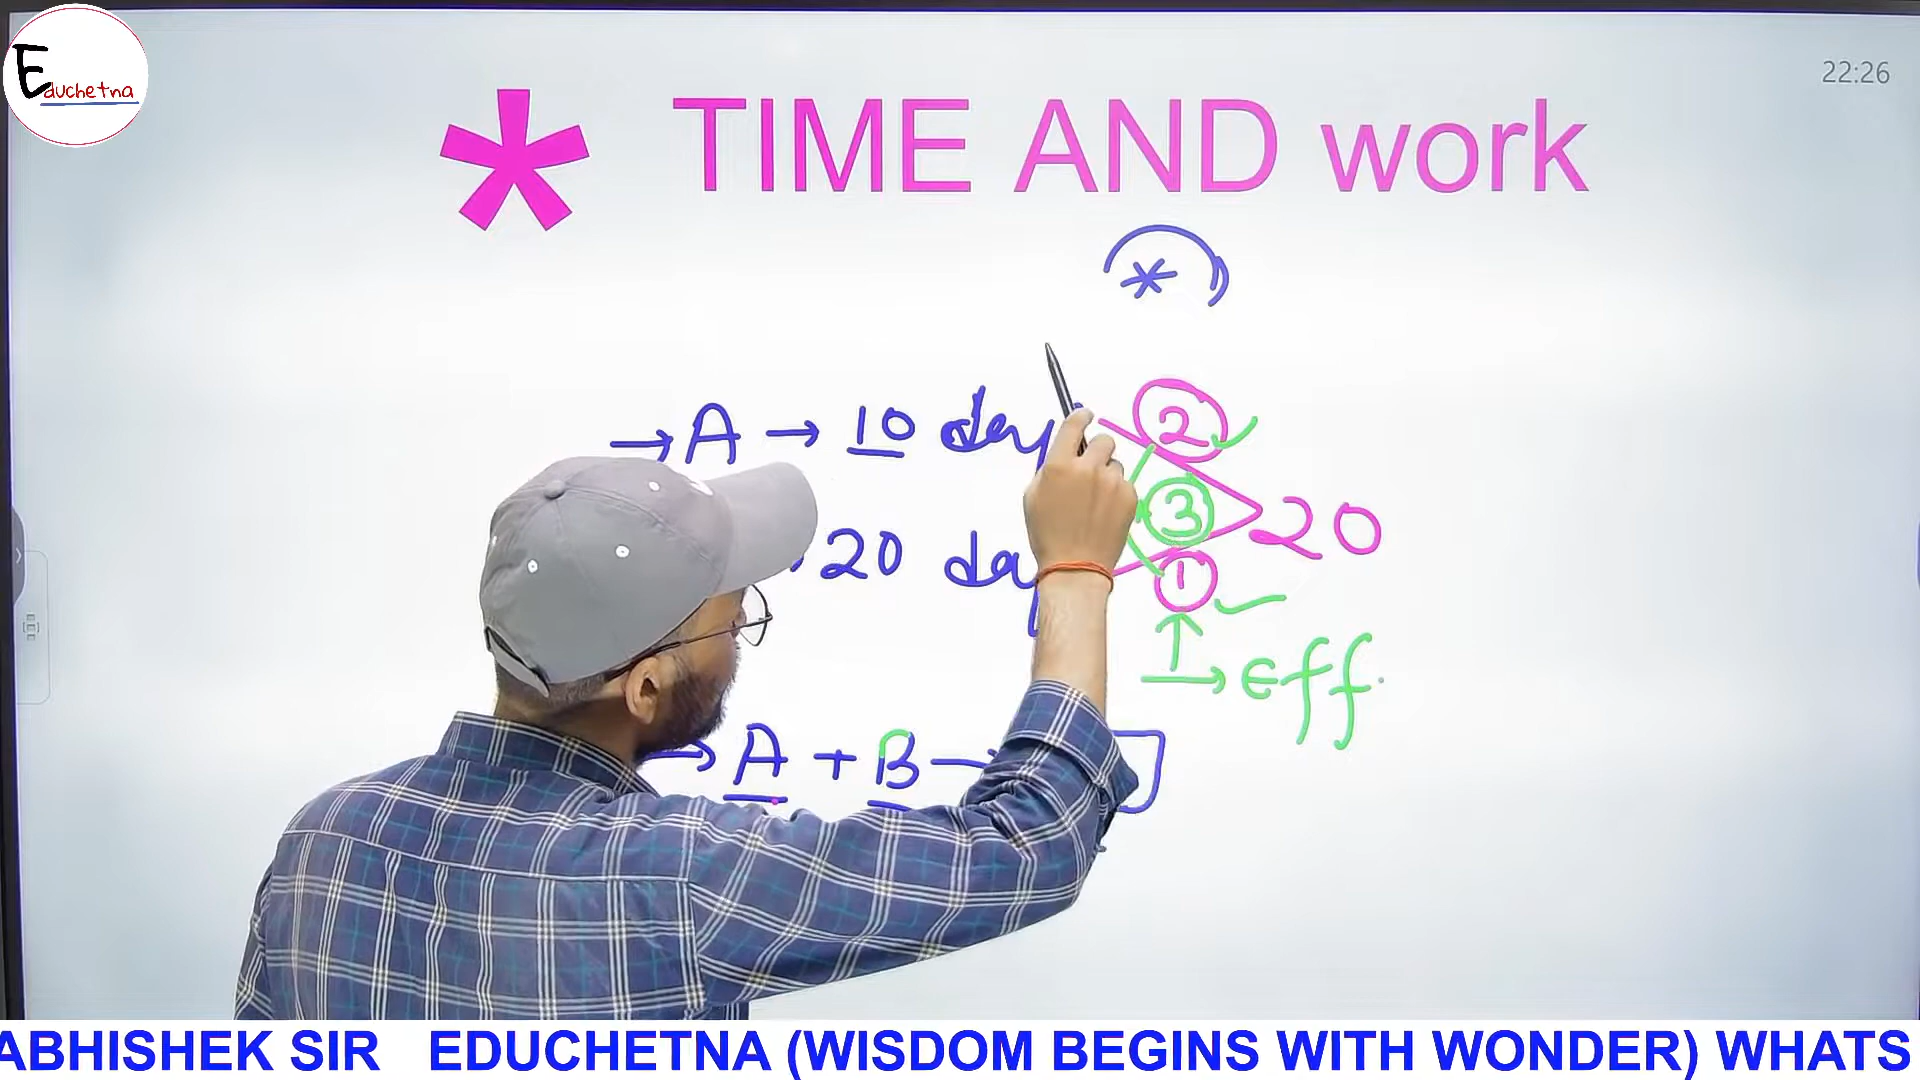 Educhetna
22:26
* TIME AND work
*
→ A → 10 day
2
3
20
20 da
1
→ Eff.
→ A + B
ABHISHEK SIR EDUCHETNA (WISDOM BEGINS WITH WONDER) WHATS